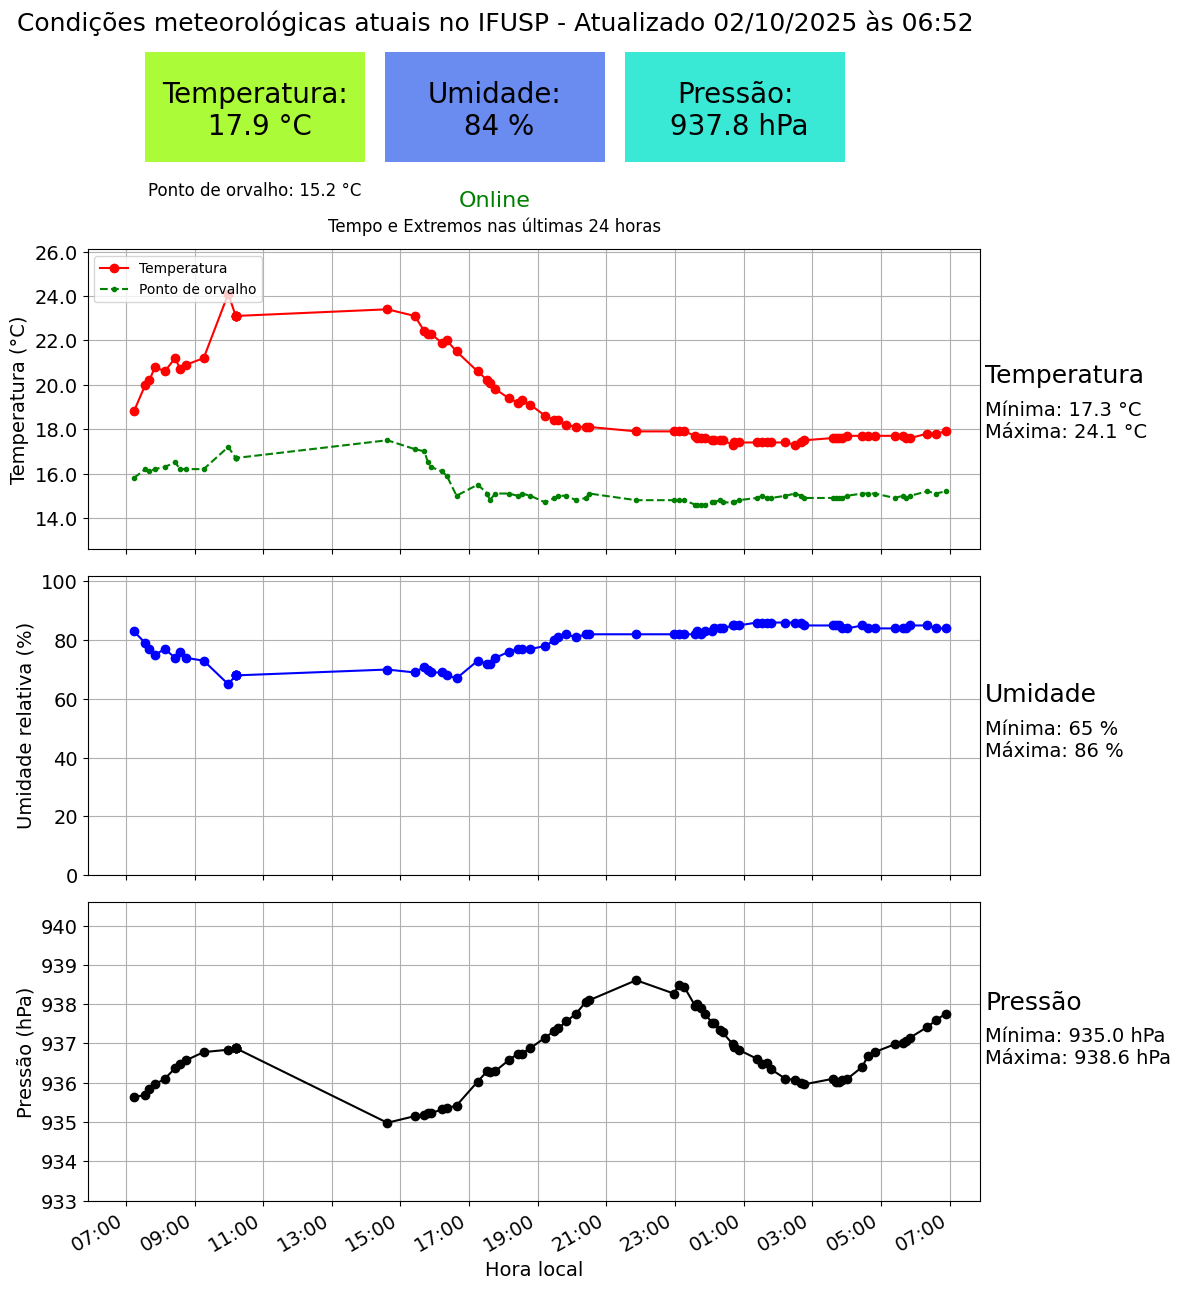 Condições meteorológicas atuais no IFUSP - Atualizado 02/10/2025 às 06:52
Temperatura:
17.9 °C
Umidade:
84 %
Pressão:
937.8 hPa
Ponto de orvalho: 15.2 °C
Online
Tempo e Extremos nas últimas 24 horas
Temperatura (°C)
26.0
24.0
22.0
20.0
18.0
16.0
14.0
Temperatura
Ponto de orvalho
Temperatura
Mínima: 17.3 °C
Máxima: 24.1 °C
Umidade relativa (%)
100
80
60
40
20
0
Umidade
Mínima: 65 %
Máxima: 86 %
Pressão (hPa)
940
939
938
937
936
935
934
933
Pressão
Mínima: 935.0 hPa
Máxima: 938.6 hPa
07:00
09:00
11:00
13:00
15:00
17:00
19:00
21:00
23:00
01:00
03:00
05:00
07:00
Hora local